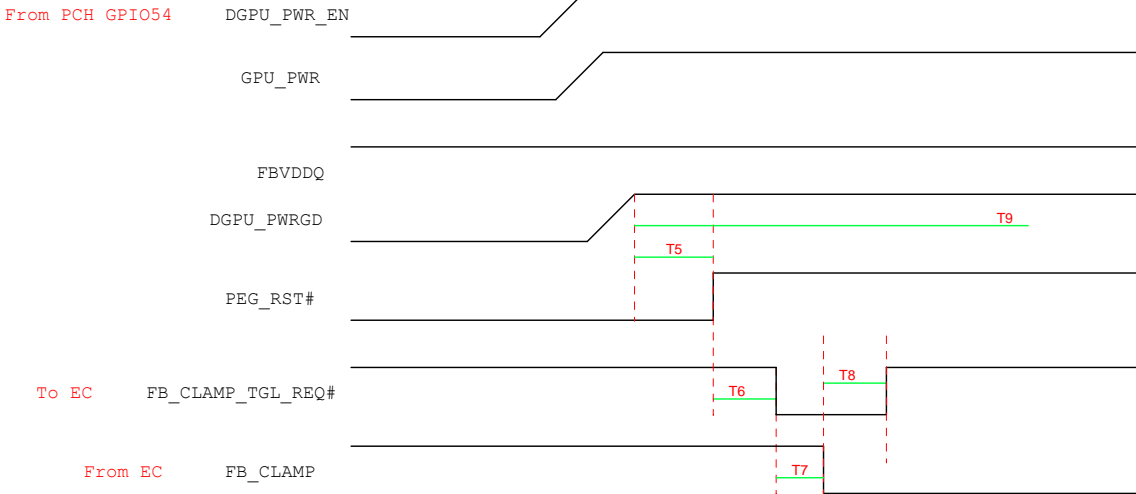 From PCH GPIO54 DGPU_PWR_EN
GPU_PWR
FBVDDQ
DGPU_PWRGD
T9
T5
PEG_RST#
To EC FB_CLAMP_TGL_REQ#
T8
T6
From EC FB_CLAMP
T7